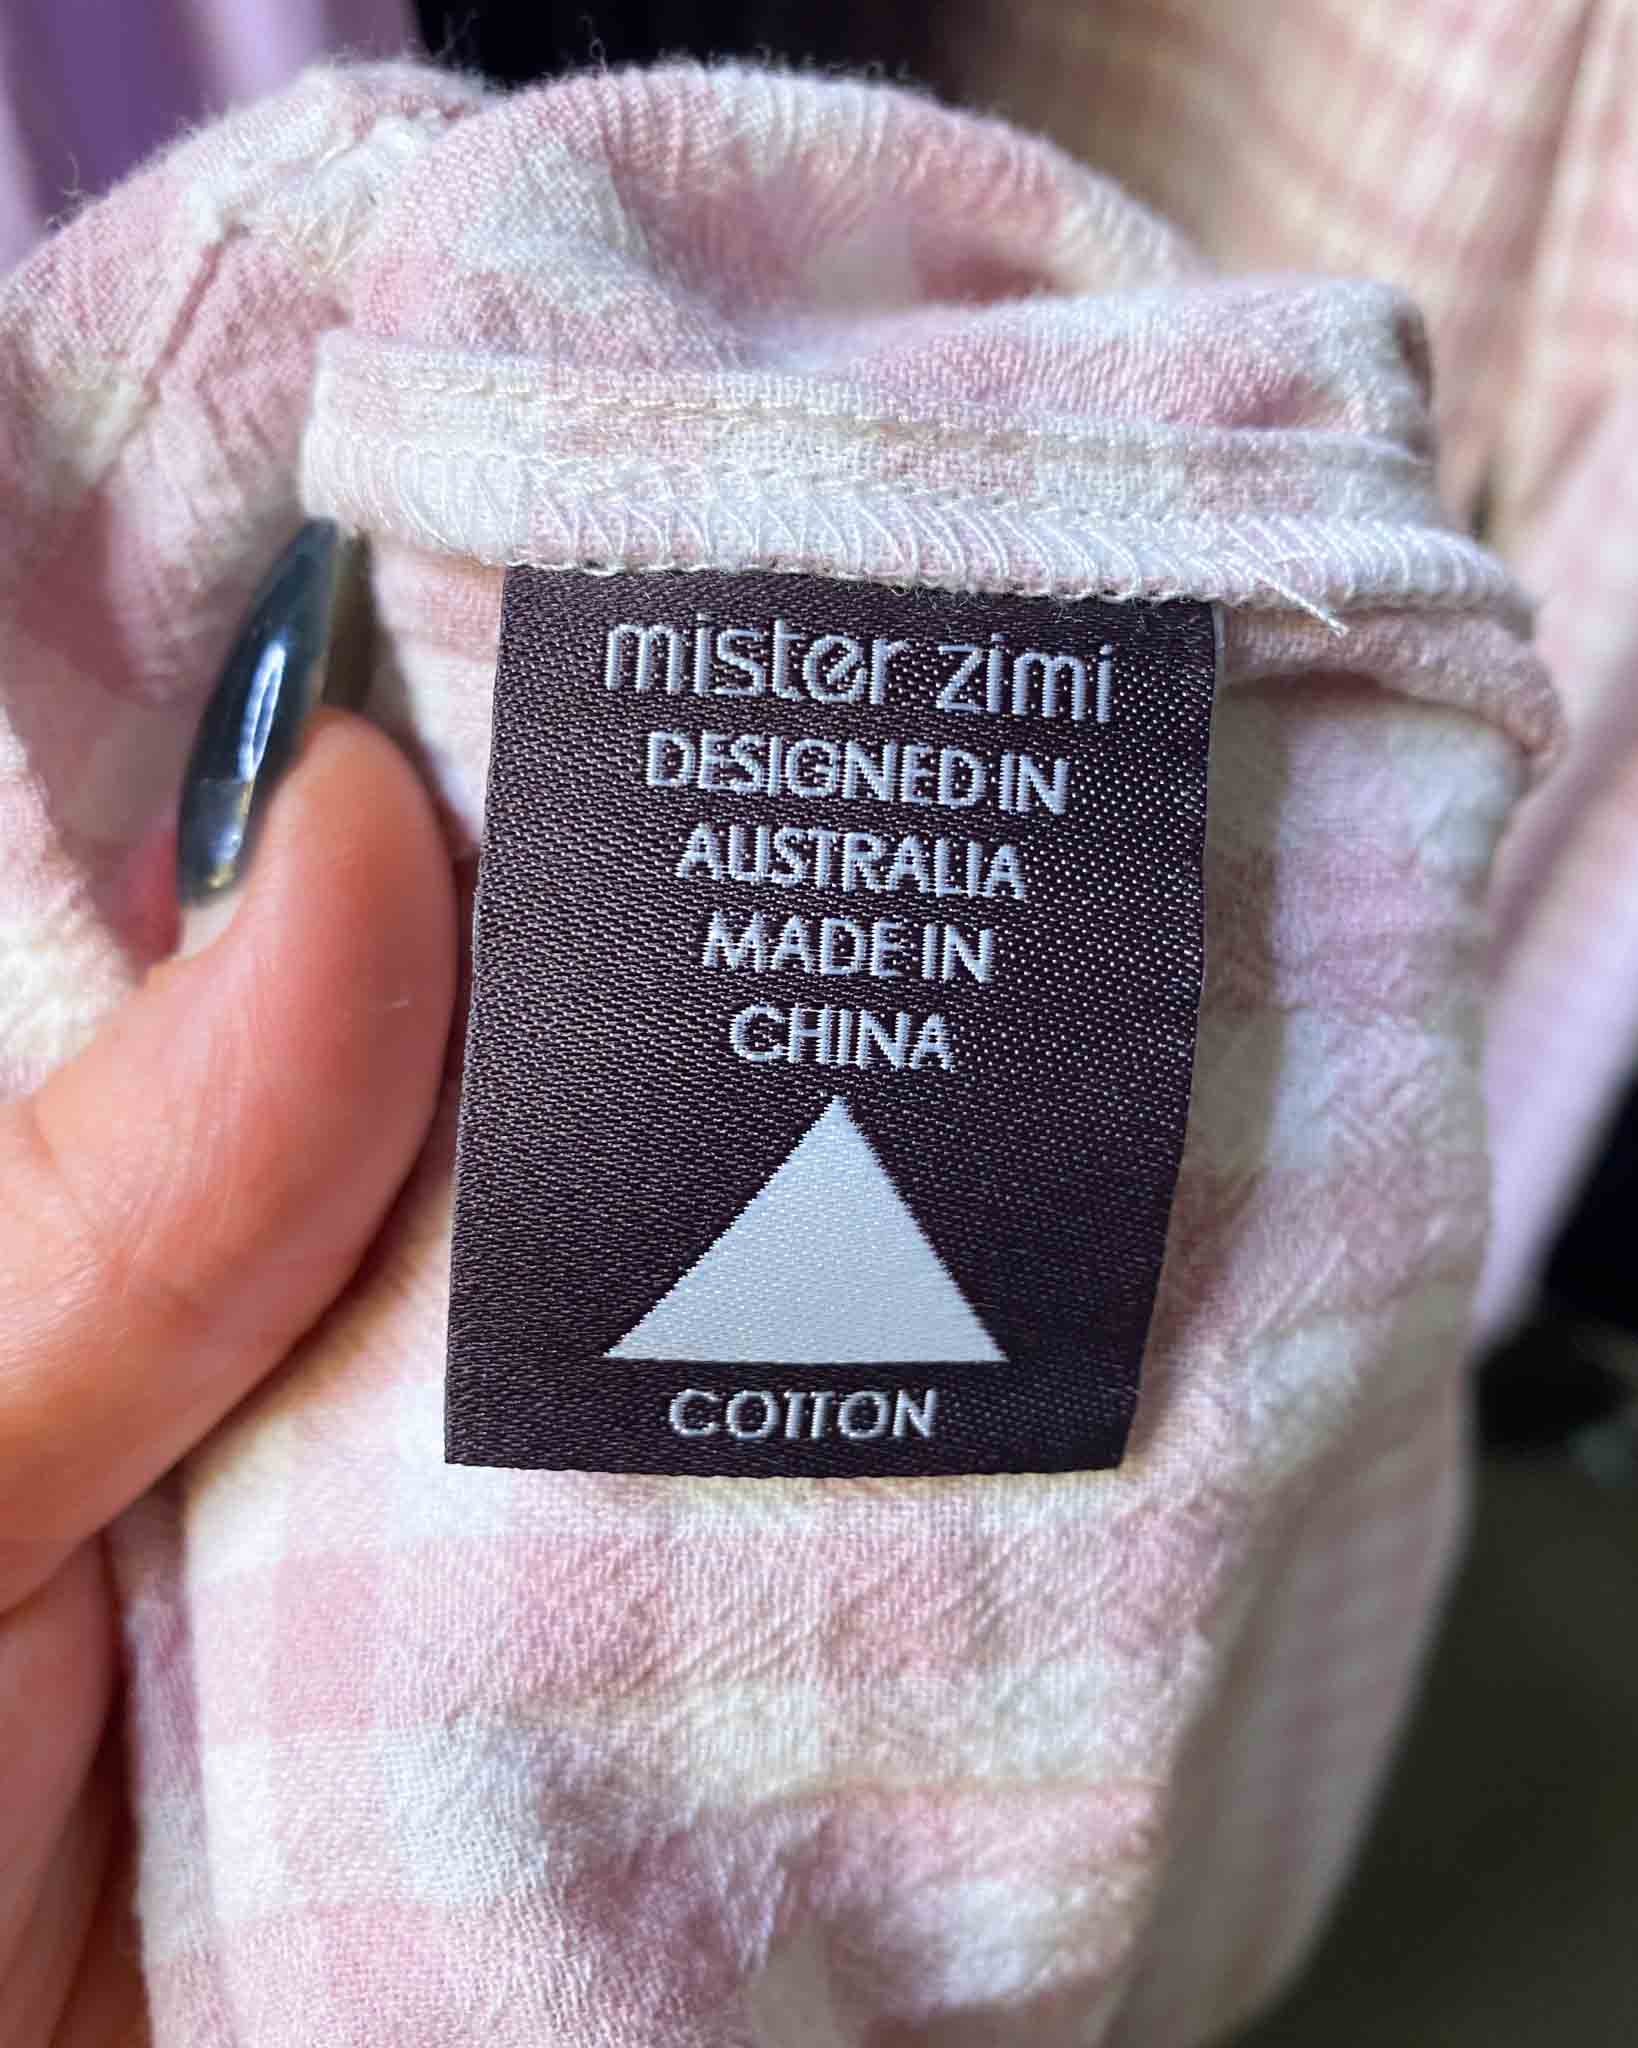 mister zimi
DESIGNED IN
AUSTRALIA
MADE IN
CHINA
COTTON